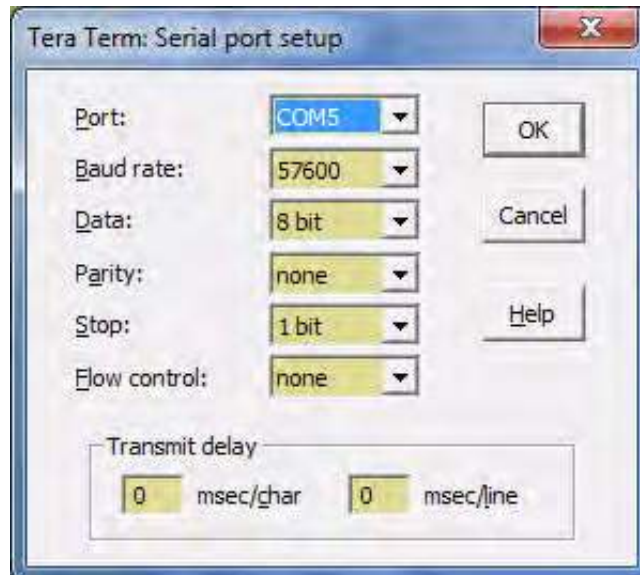 Tera Term: Serial port setup
Port: COM5
OK
Baud rate: 57600
Data: 8 bit
Cancel
Parity: none
Stop: 1 bit
Help
Flow control: none
Transmit delay
0 msec/char 0 msec/line